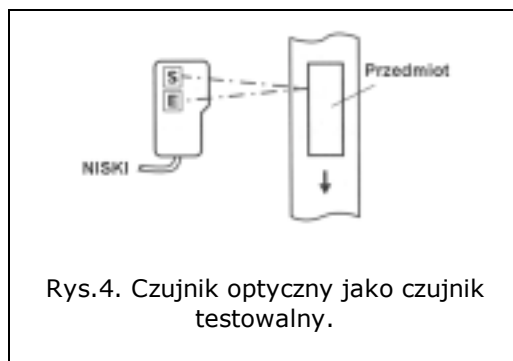 S
Przedmiot
E
NISKI
Rys.4. Czujnik optyczny jako czujnik
testowalny.